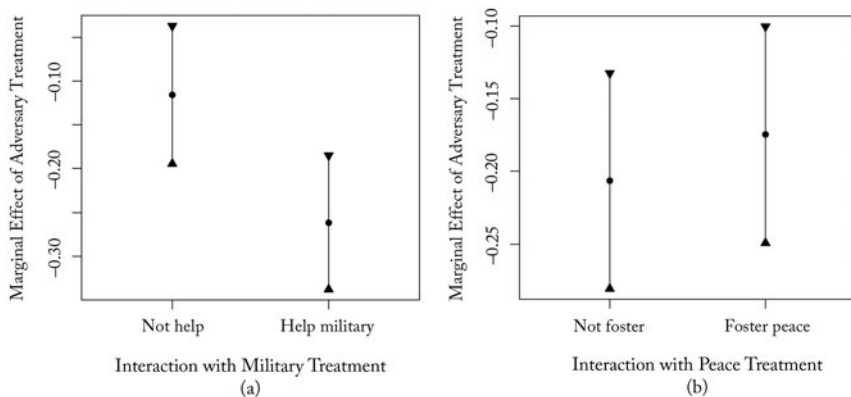 Marginal Effect of Adversary Treatment
−0.10
−0.20
−0.30
Not help
Help military
Interaction with Military Treatment
(a)
Marginal Effect of Adversary Treatment
−0.10
−0.15
−0.20
−0.25
Not foster
Foster peace
Interaction with Peace Treatment
(b)